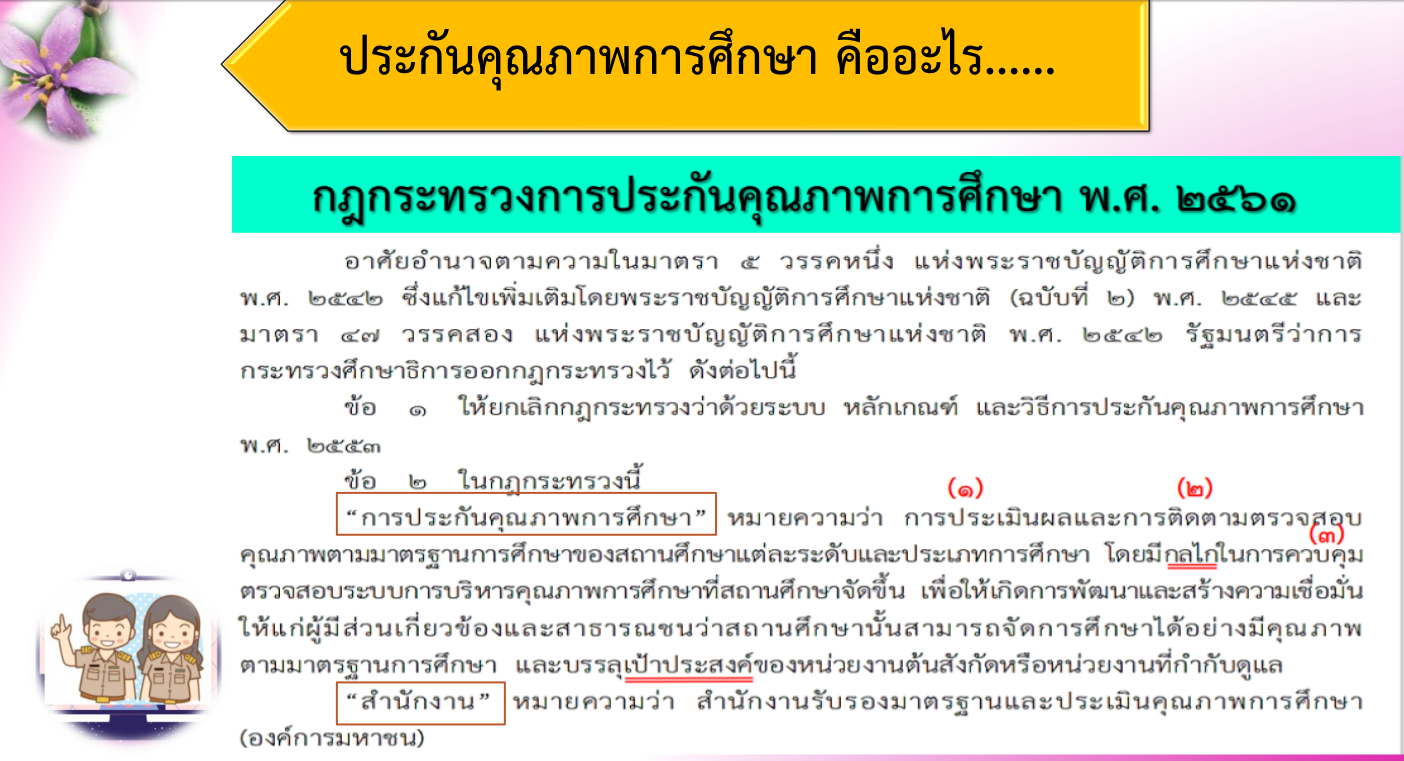 ประกันคุณภาพการศึกษา คืออะไร......
กฎกระทรวงการประกันคุณภาพการศึกษา พ.ศ. ๒๕๖๑
อาศัยอำนาจตามความในมาตรา ๕ วรรคหนึ่ง แห่งพระราชบัญญัติการศึกษาแห่งชาติ
พ.ศ. ๒๕๔๒ ซึ่งแก้ไขเพิ่มเติมโดยพระราชบัญญัติการศึกษาแห่งชาติ (ฉบับที่ ๒) พ.ศ. ๒๕๔๕ และ
มาตรา ๔๗ วรรคสอง แห่งพระราชบัญญัติการศึกษาแห่งชาติ พ.ศ. ๒๕๔๒ รัฐมนตรีว่าการ
กระทรวงศึกษาธิการออกกฎกระทรวงไว้ ดังต่อไปนี้
ข้อ ๑ ให้ยกเลิกกฎกระทรวงว่าด้วยระบบ หลักเกณฑ์ และวิธีการประกันคุณภาพการศึกษา
พ.ศ. ๒๕๕๓
ข้อ ๒ ในกฎกระทรวงนี้
(๑) (๒)
“การประกันคุณภาพการศึกษา” หมายความว่า การประเมินผลและการติดตามตรวจสอบ
(๓)
คุณภาพตามมาตรฐานการศึกษาของสถานศึกษาแต่ละระดับและประเภทการศึกษา โดยมีกลไกในการควบคุม
ตรวจสอบระบบการบริหารคุณภาพการศึกษาที่สถานศึกษาจัดขึ้น เพื่อให้เกิดการพัฒนาและสร้างความเชื่อมั่น
ให้แก่ผู้มีส่วนเกี่ยวข้องและสาธารณชนว่าสถานศึกษานั้นสามารถจัดการศึกษาได้อย่างมีคุณภาพ
ตามมาตรฐานการศึกษา และบรรลุเป้าประสงค์ของหน่วยงานต้นสังกัดหรือหน่วยงานที่กำกับดูแล
“สำนักงาน” หมายความว่า สำนักงานรับรองมาตรฐานและประเมินคุณภาพการศึกษา
(องค์การมหาชน)